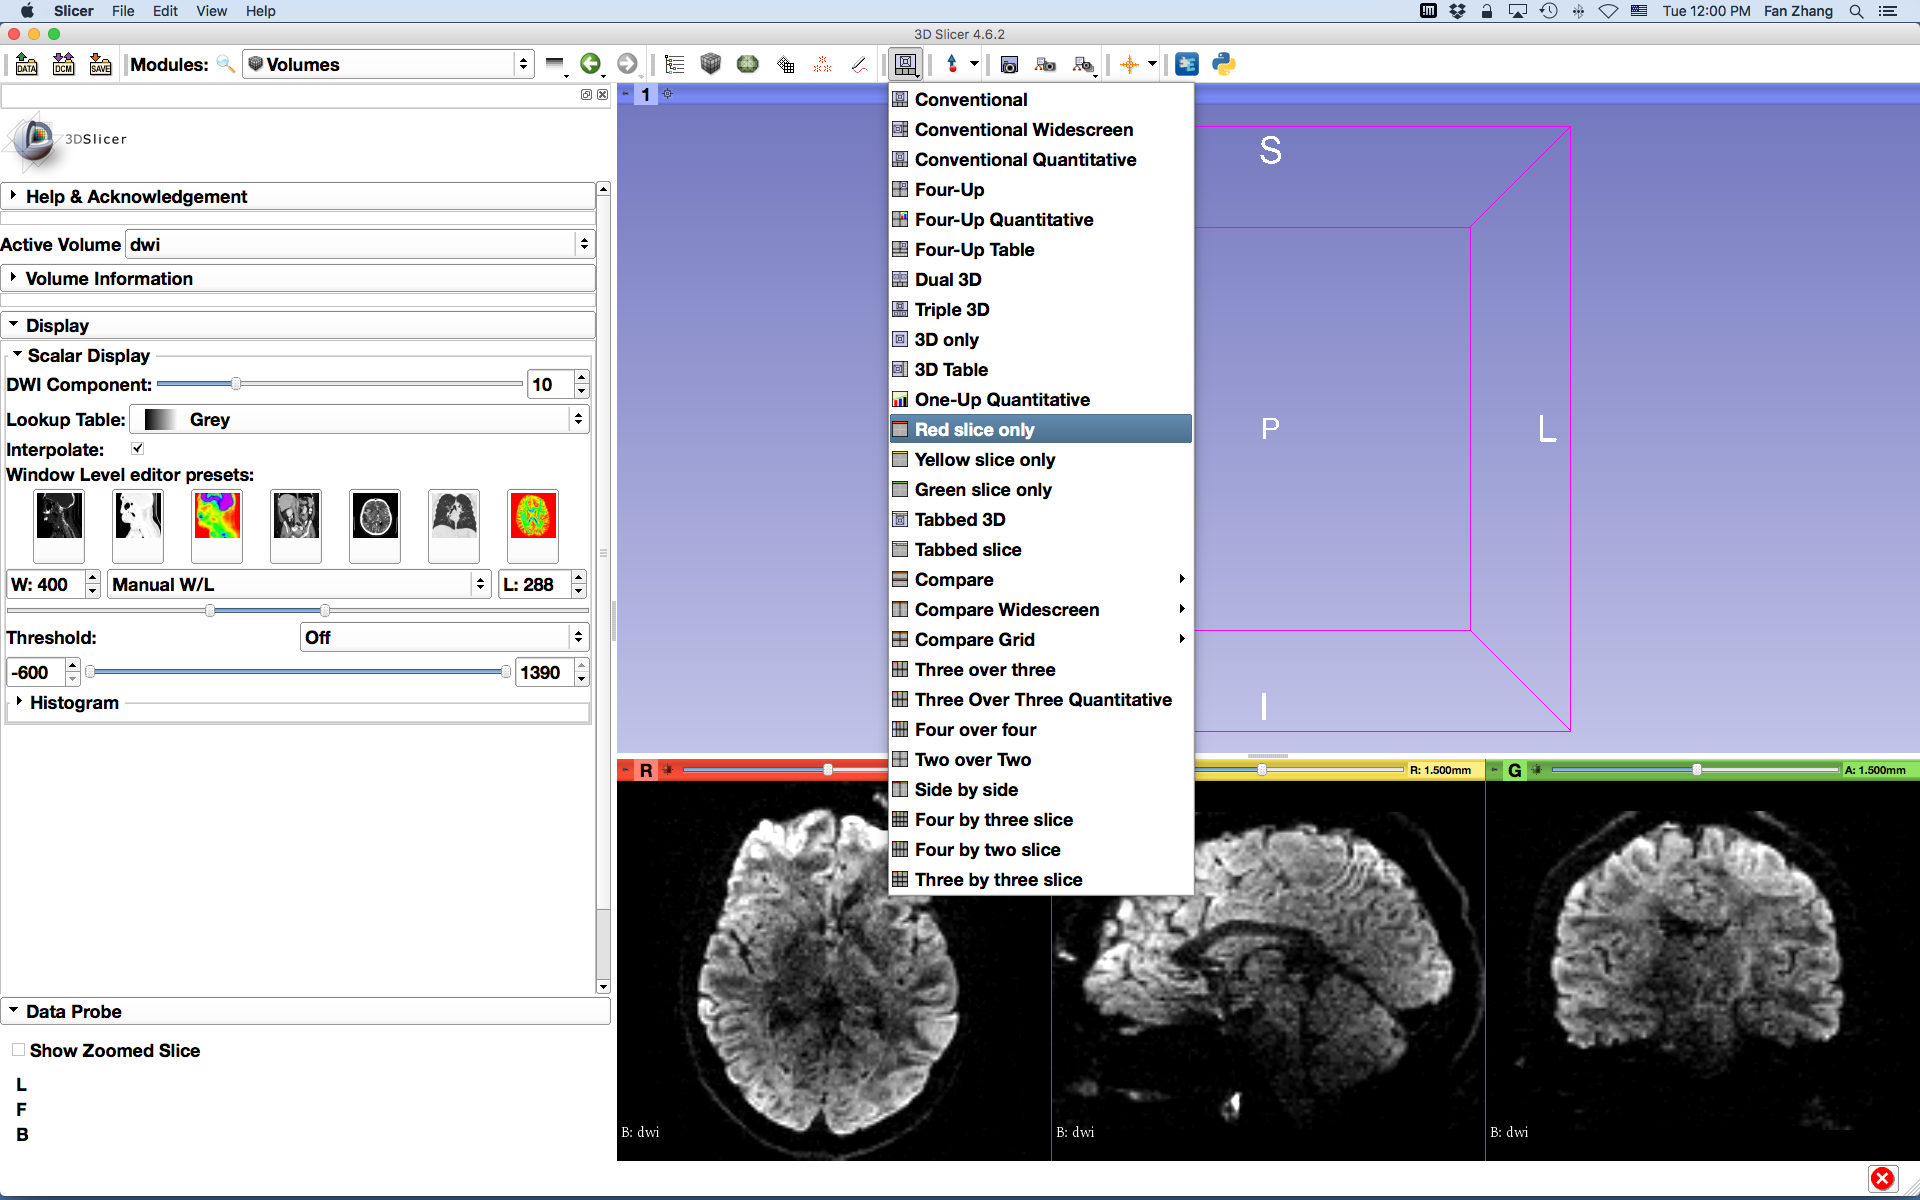 Slicer File Edit View Help Tue 12:00 PM Fan Zhang
3D Slicer 4.6.2
DATA DCM SAVE Modules: Volumes
1
3DSlicer
Help & Acknowledgement
Active Volume dwi
Volume Information
Display
Scalar Display
DWI Component: 10
Lookup Table: Grey
Interpolate:
Window Level editor presets:
W: 400 Manual W/L L: 288
Threshold: Off
-600 1390
Histogram
Data Probe
Show Zoomed Slice
L
F
B
Conventional
Conventional Widescreen
Conventional Quantitative
Four-Up
Four-Up Quantitative
Four-Up Table
Dual 3D
Triple 3D
3D only
3D Table
One-Up Quantitative
Red slice only
Yellow slice only
Green slice only
Tabbed 3D
Tabbed slice
Compare
Compare Widescreen
Compare Grid
Three over three
Three Over Three Quantitative
Four over four
Two over Two
Side by side
Four by three slice
Four by two slice
Three by three slice
S
P
L
I
R
R: 1.500mm
G
A: 1.500mm
B: dwi
B: dwi
B: dwi